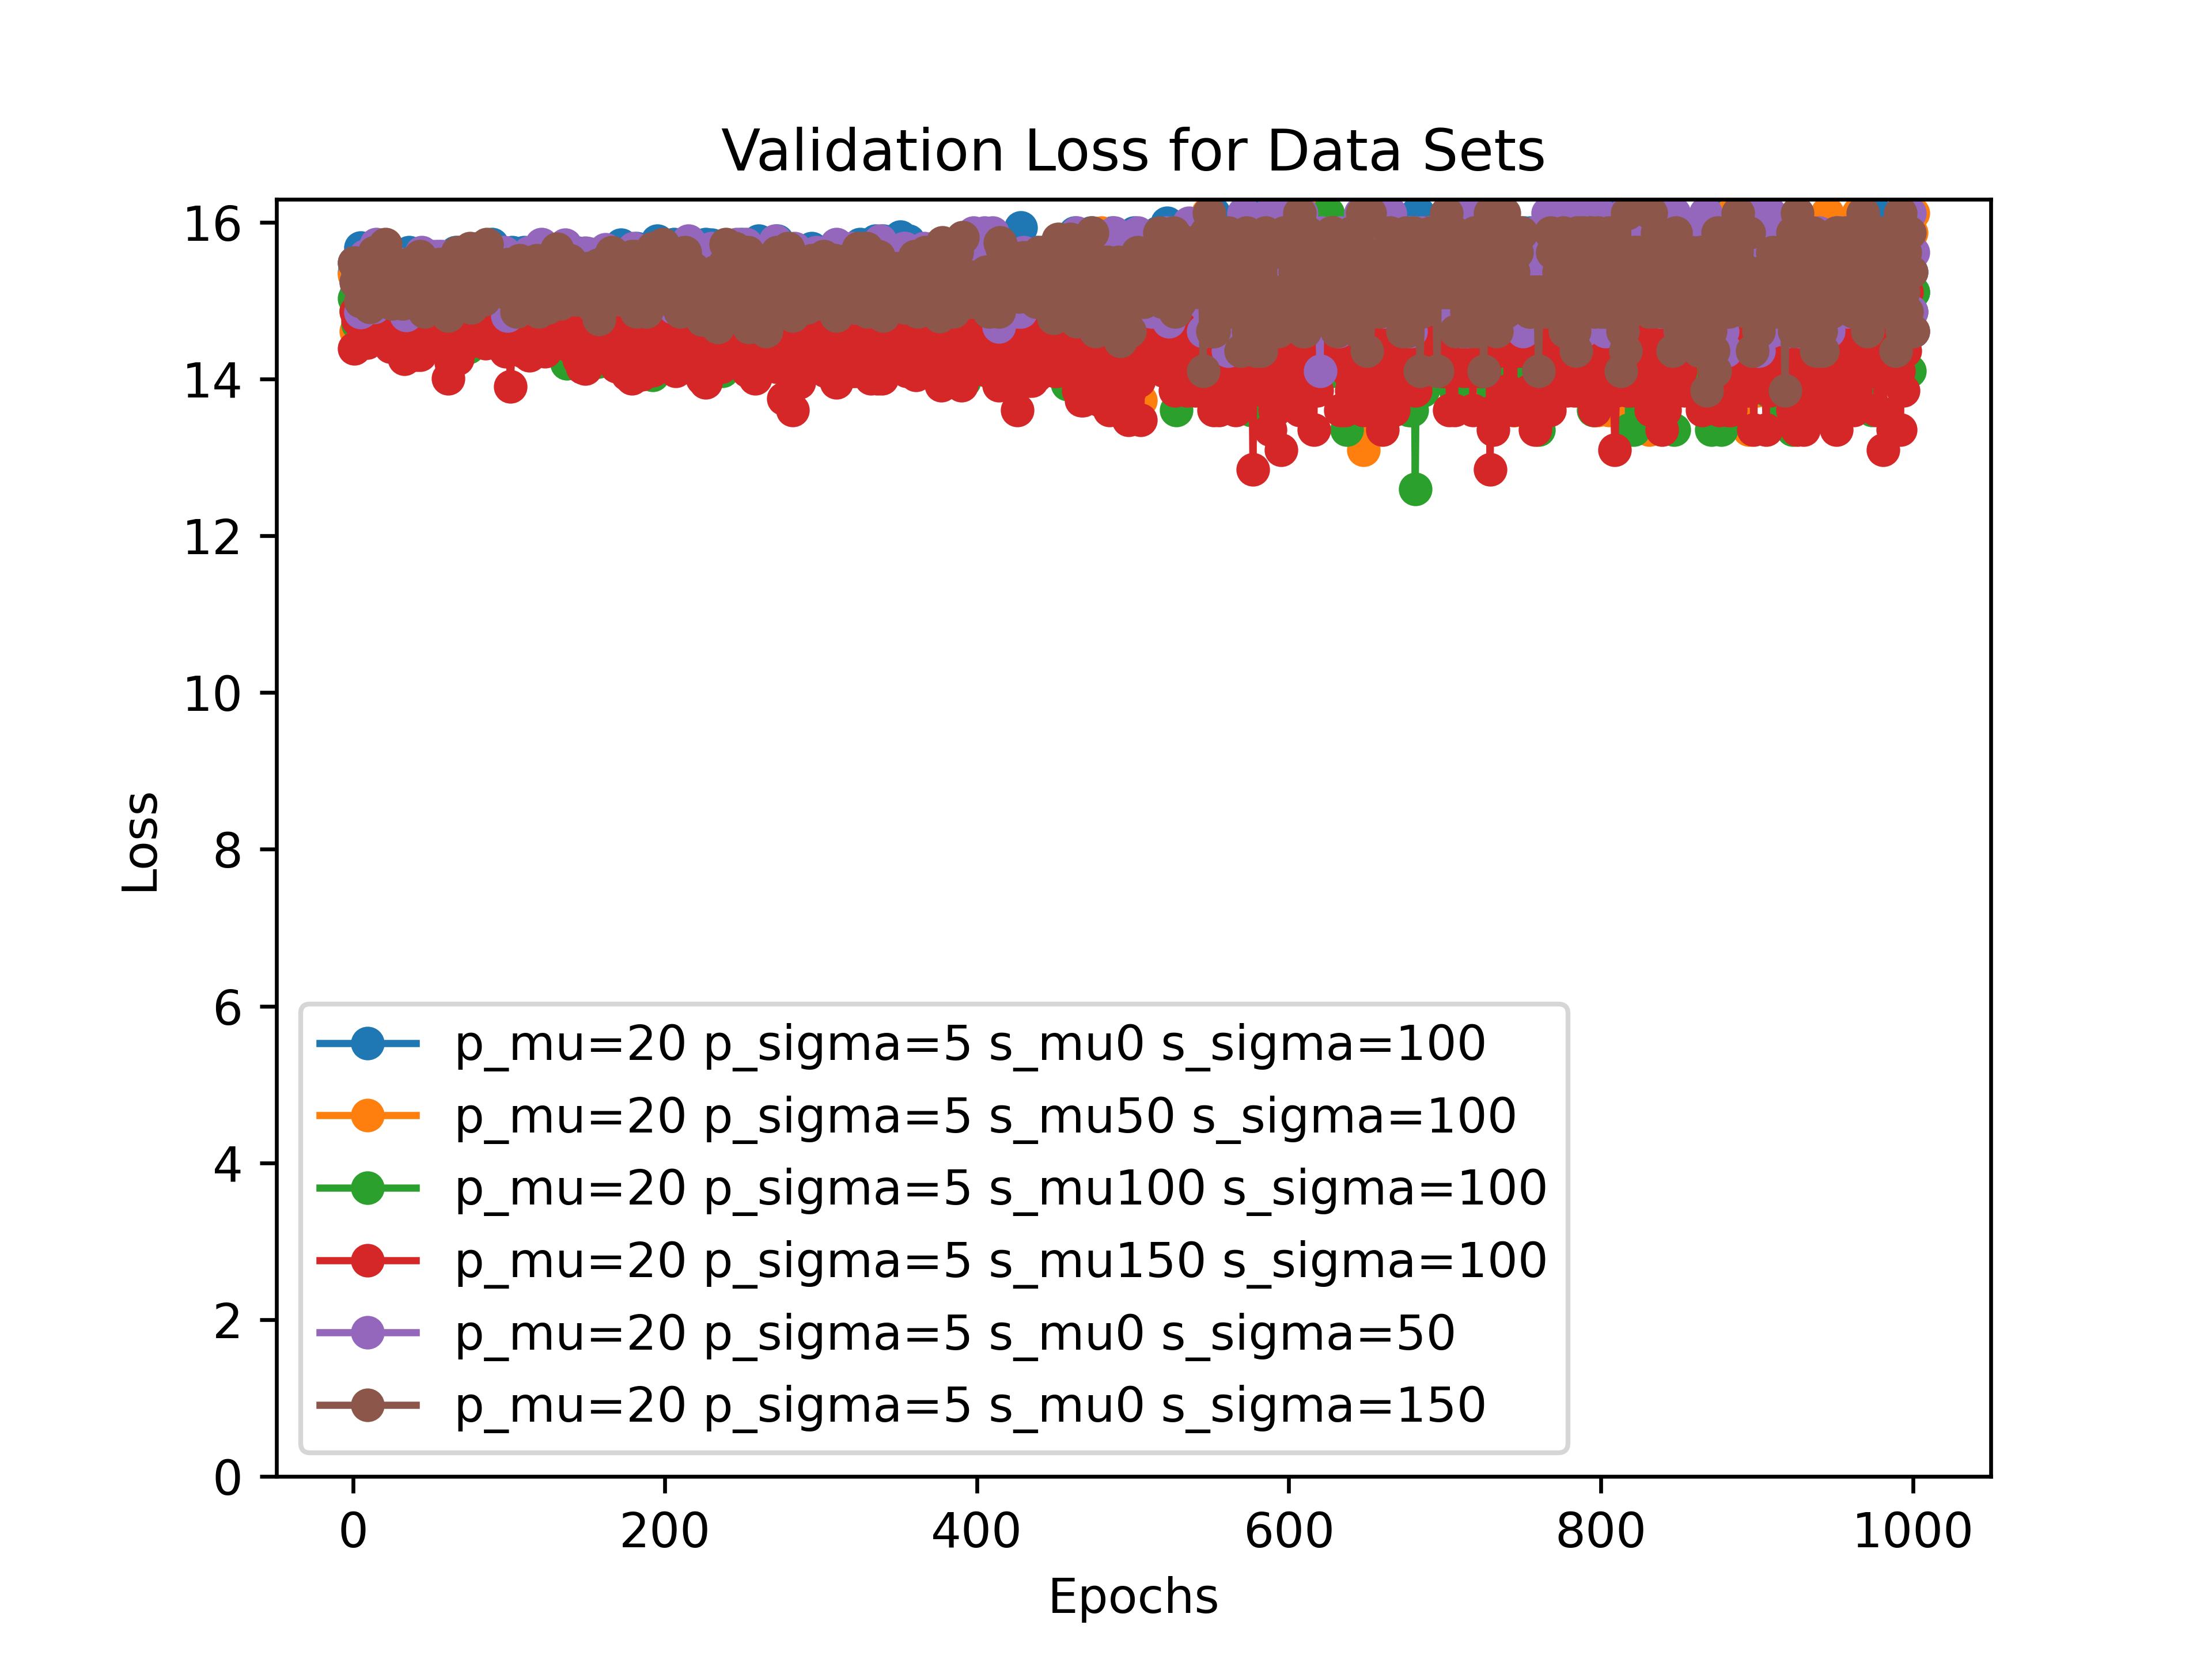 Validation Loss for Data Sets
16
14
12
10
8
6
4
2
0
Loss
p_mu=20 p_sigma=5 s_mu0 s_sigma=100
p_mu=20 p_sigma=5 s_mu50 s_sigma=100
p_mu=20 p_sigma=5 s_mu100 s_sigma=100
p_mu=20 p_sigma=5 s_mu150 s_sigma=100
p_mu=20 p_sigma=5 s_mu0 s_sigma=50
p_mu=20 p_sigma=5 s_mu0 s_sigma=150
0 200 400 600 800 1000
Epochs